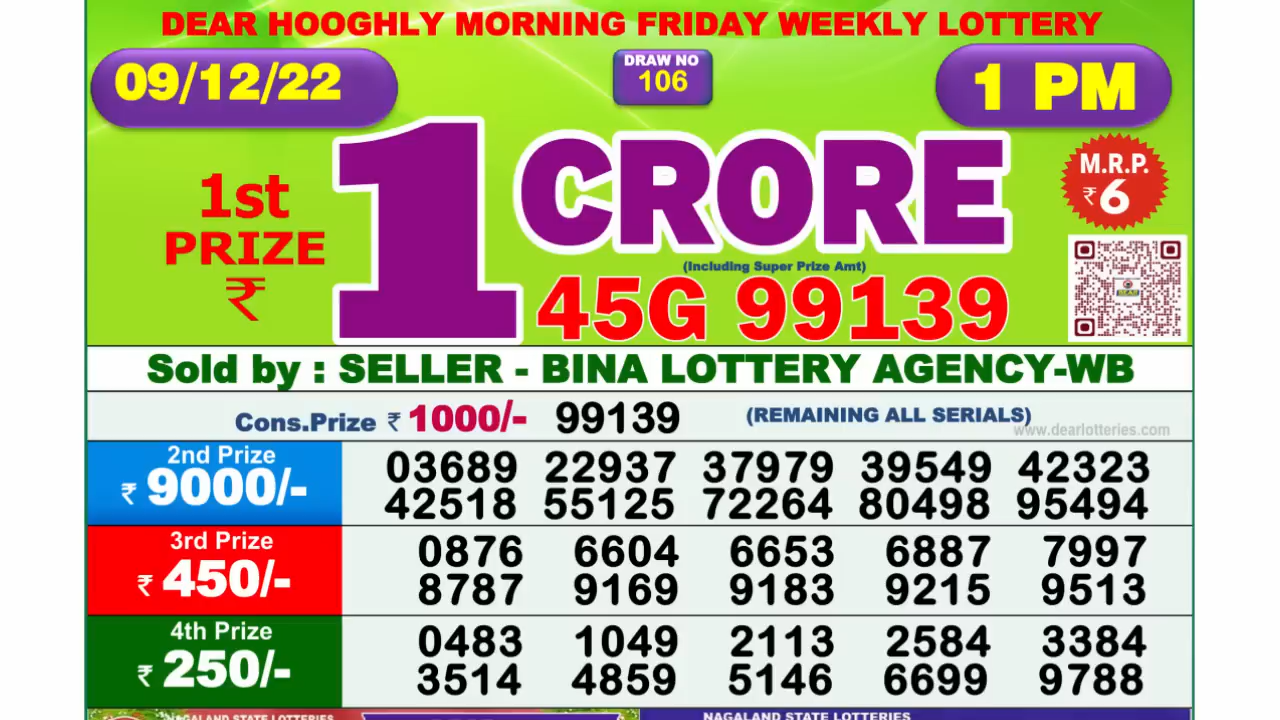 DEAR HOOGHLY MORNING FRIDAY WEEKLY LOTTERY
09/12/22
DRAW NO
106
1 PM
1st
PRIZE
₹
1 CRORE
(Including Super Prize Amt)
45G 99139
M.R.P.
₹ 6
Sold by : SELLER - BINA LOTTERY AGENCY-WB
Cons.Prize ₹ 1000/- 99139 (REMAINING ALL SERIALS)
www.dearlotteries.com
2nd Prize
₹ 9000/-
03689 22937 37979 39549 42323
42518 55125 72264 80498 95494
3rd Prize
₹ 450/-
0876 6604 6653 6887 7997
8787 9169 9183 9215 9513
4th Prize
₹ 250/-
0483 1049 2113 2584 3384
3514 4859 5146 6699 9788
NAGALAND STATE LOTTERIES
NAGALAND STATE LOTTERIES